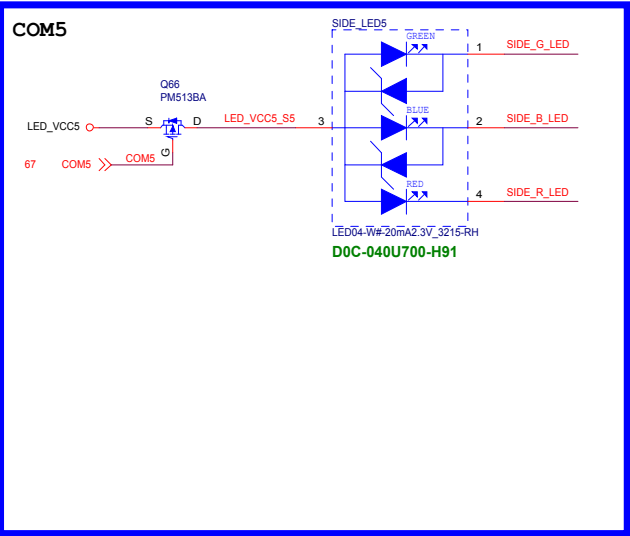 COM5
SIDE_LED5
GREEN
1
SIDE_G_LED
Q66
PM513BA
BLUE
LED_VCC5
S
D
LED_VCC5_S5
3
2
SIDE_B_LED
G
67
COM5
COM5
RED
4
SIDE_R_LED
LED04-W#-20mA2.3V_3215-RH
D0C-040U700-H91